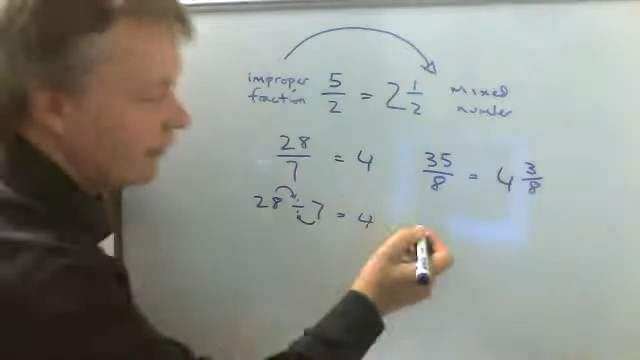 improper fraction 5/2 = 2 1/2 mixed number
28/7 = 4
35/8 = 4 3/8
28 ÷ 7 = 4